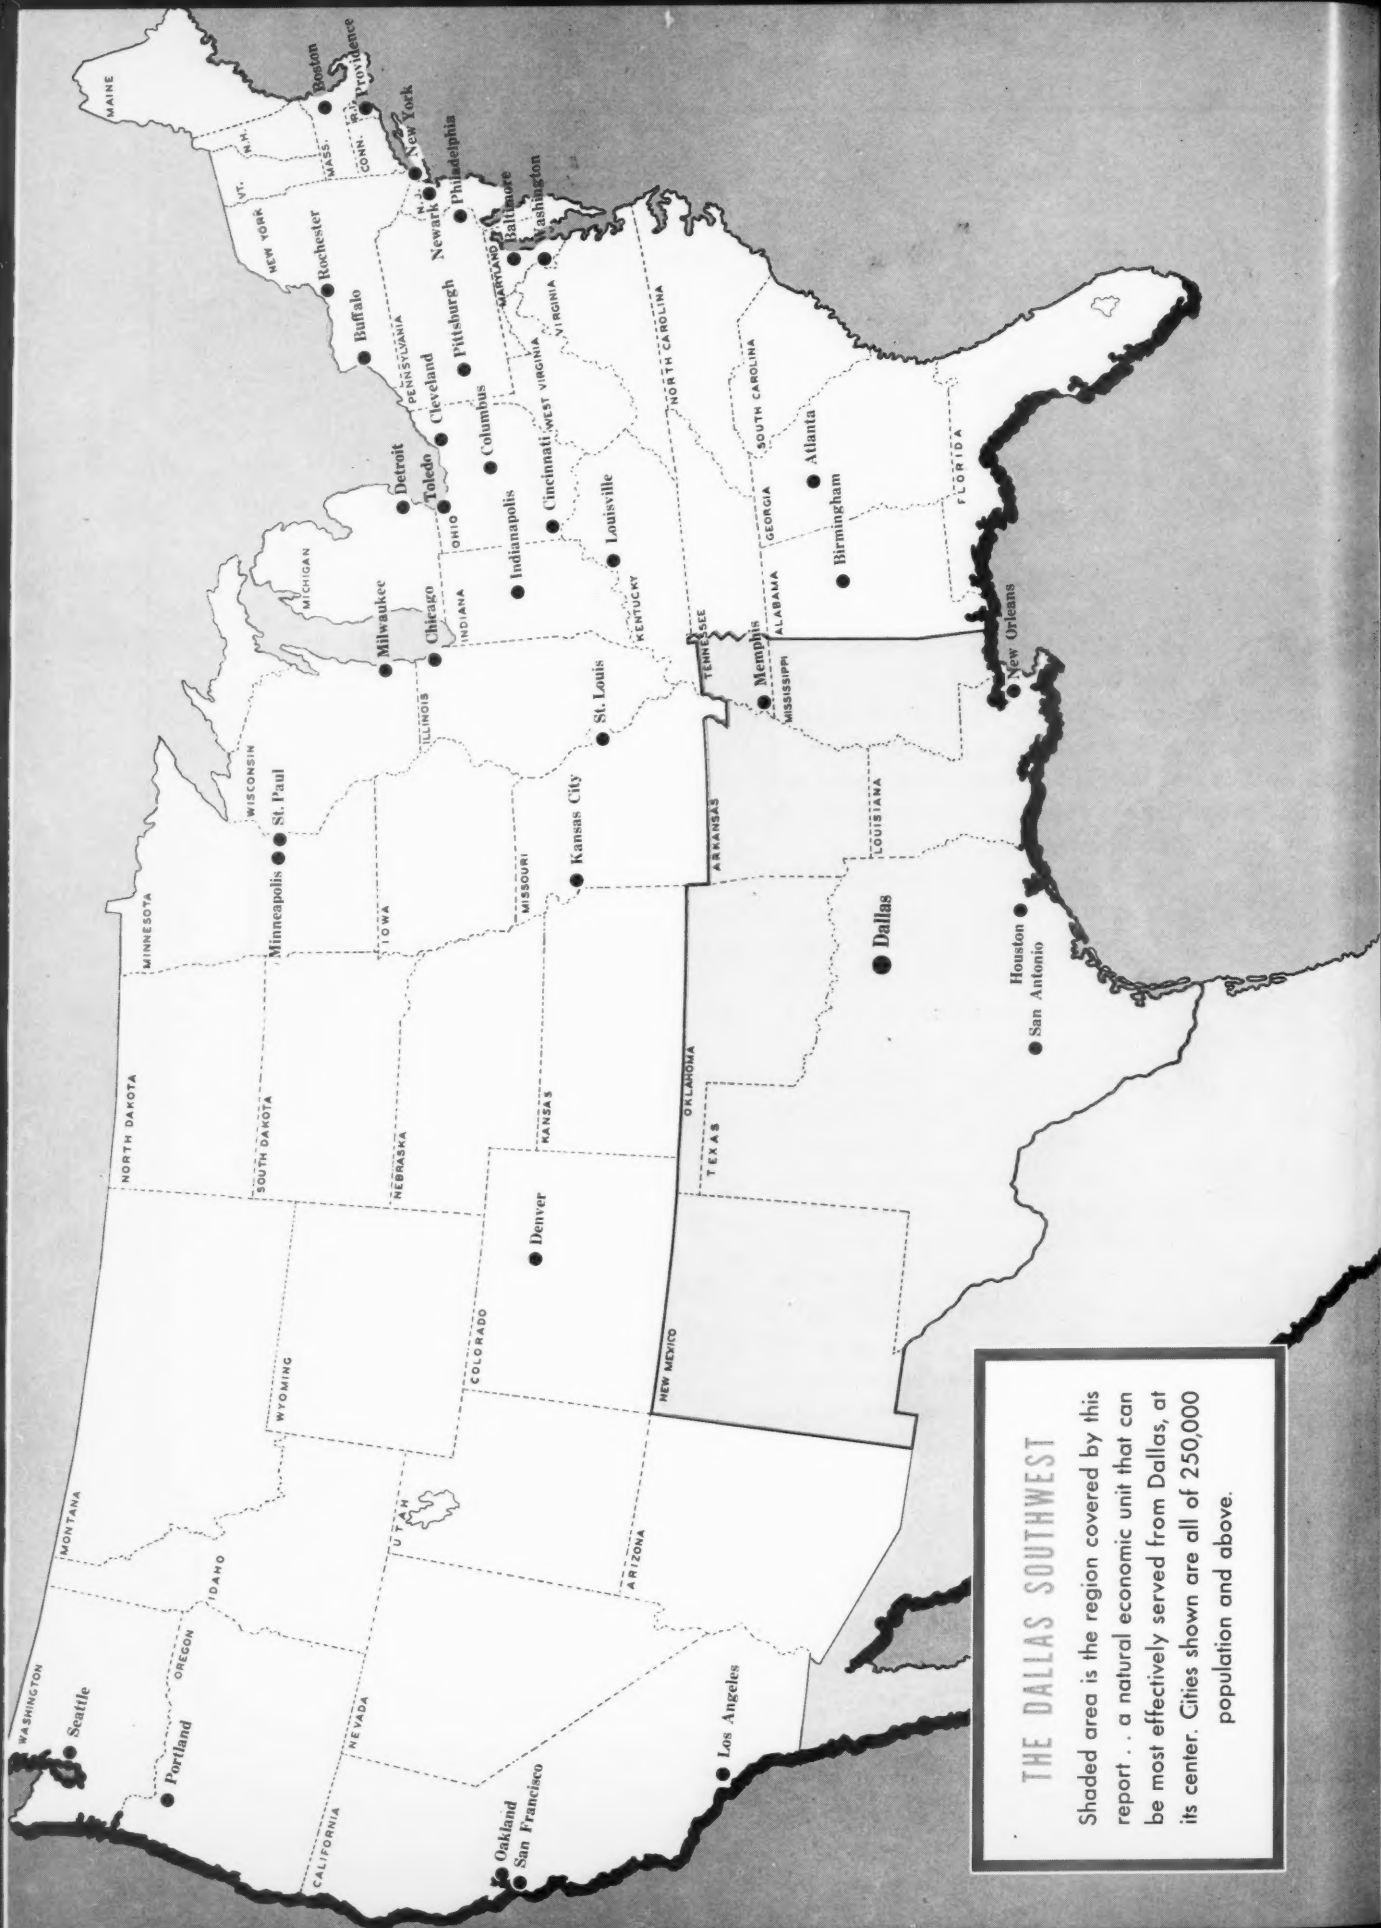 WASHINGTON
Seattle
MONTANA
NORTH DAKOTA
MINNESOTA
MAINE
Portland
OREGON
IDAHO
SOUTH DAKOTA
Minneapolis
St. Paul
WISCONSIN
MICHIGAN
NEW YORK
VT.
N.H.
Rochester
Boston
MASS.
Providence
R.I.
CONN.
Buffalo
WYOMING
NEBRASKA
IOWA
Milwaukee
Detroit
PENNSYLVANIA
New York
N.J.
Newark
Philadelphia
CALIFORNIA
NEVADA
UTAH
COLORADO
ILLINOIS
Chicago
INDIANA
OHIO
Toledo
Cleveland
Pittsburgh
Columbus
MARYLAND
Baltimore
Washington
Oakland
San Francisco
Denver
KANSAS
MISSOURI
Kansas City
St. Louis
Indianapolis
Cincinnati
WEST VIRGINIA
VIRGINIA
Louisville
KENTUCKY
ARIZONA
NEW MEXICO
OKLAHOMA
TEXAS
ARKANSAS
TENNESSEE
Memphis
NORTH CAROLINA
SOUTH CAROLINA
Los Angeles
MISSISSIPPI
ALABAMA
GEORGIA
Atlanta
Birmingham
Dallas
LOUISIANA
FLORIDA
Houston
San Antonio
New Orleans
THE DALLAS SOUTHWEST
Shaded area is the region covered by this
report . . a natural economic unit that can
be most effectively served from Dallas, at
its center. Cities shown are all of 250,000
population and above.